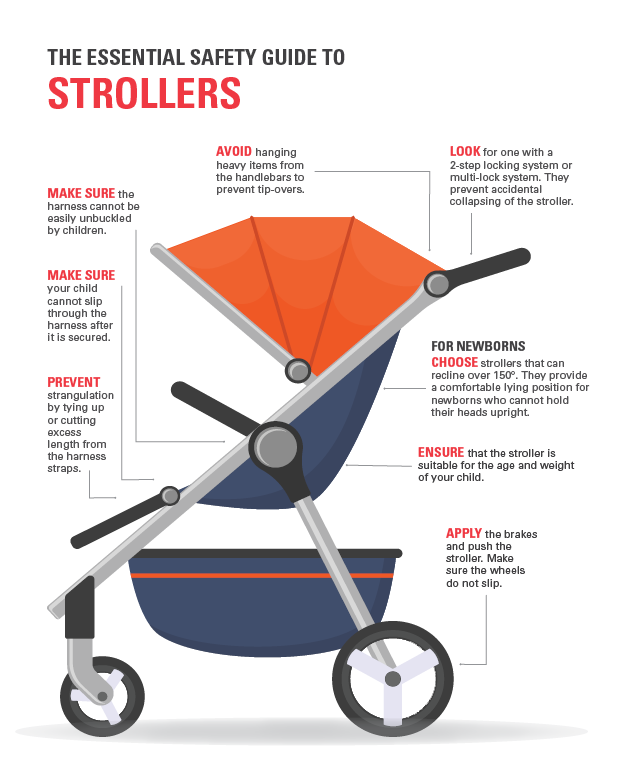 THE ESSENTIAL SAFETY GUIDE TO
STROLLERS
AVOID hanging
heavy items from
the handlebars to
prevent tip-overs.
LOOK for one with a
2-step locking system or
multi-lock system. They
prevent accidental
collapsing of the stroller.
MAKE SURE the
harness cannot be
easily unbuckled
by children.
MAKE SURE
your child
cannot slip
through the
harness after
it is secured.
PREVENT
strangulation
by tying up
or cutting
excess
length from
the harness
straps.
FOR NEWBORNS
CHOOSE strollers that can
recline over 150°. They provide
a comfortable lying position for
newborns who cannot hold
their heads upright.
ENSURE that the stroller is
suitable for the age and weight
of your child.
APPLY the brakes
and push the
stroller. Make
sure the wheels
do not slip.